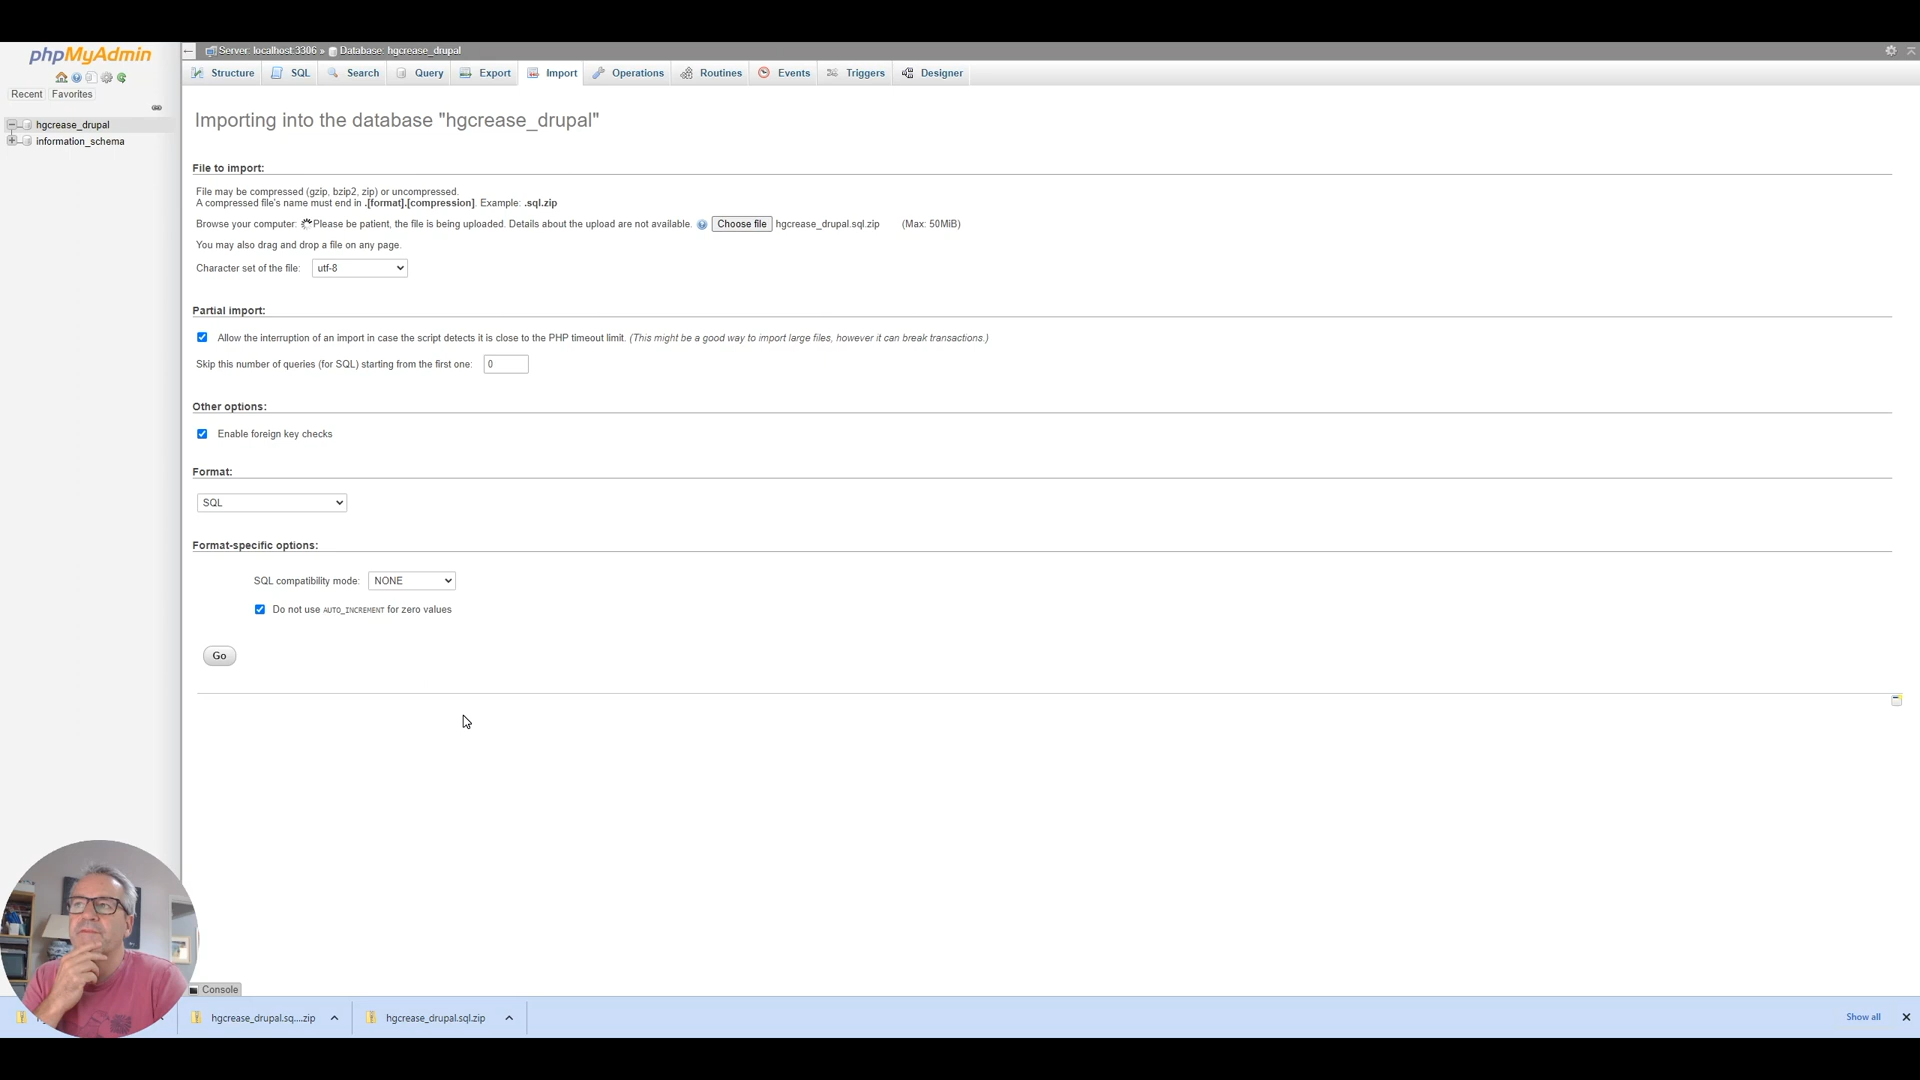 phpMyAdmin
Recent Favorites
hgcrease_drupal
information_schema
Server: localhost:3306 » Database: hgcrease_drupal
Structure SQL Search Query Export Import Operations Routines Events Triggers Designer
Importing into the database "hgcrease_drupal"
File to import:
File may be compressed (gzip, bzip2, zip) or uncompressed.
A compressed file's name must end in .[format].[compression]. Example: .sql.zip
Browse your computer: Please be patient, the file is being uploaded. Details about the upload are not available. Choose file hgcrease_drupal.sql.zip (Max: 50MiB)
You may also drag and drop a file on any page.
Character set of the file: utf-8
Partial import:
Allow the interruption of an import in case the script detects it is close to the PHP timeout limit. (This might be a good way to import large files, however it can break transactions.)
Skip this number of queries (for SQL) starting from the first one: 0
Other options:
Enable foreign key checks
Format:
SQL
Format-specific options:
SQL compatibility mode: NONE
Do not use AUTO_INCREMENT for zero values
Go
Console
hgcrease_drupal.sq....zip hgcrease_drupal.sql.zip Show all